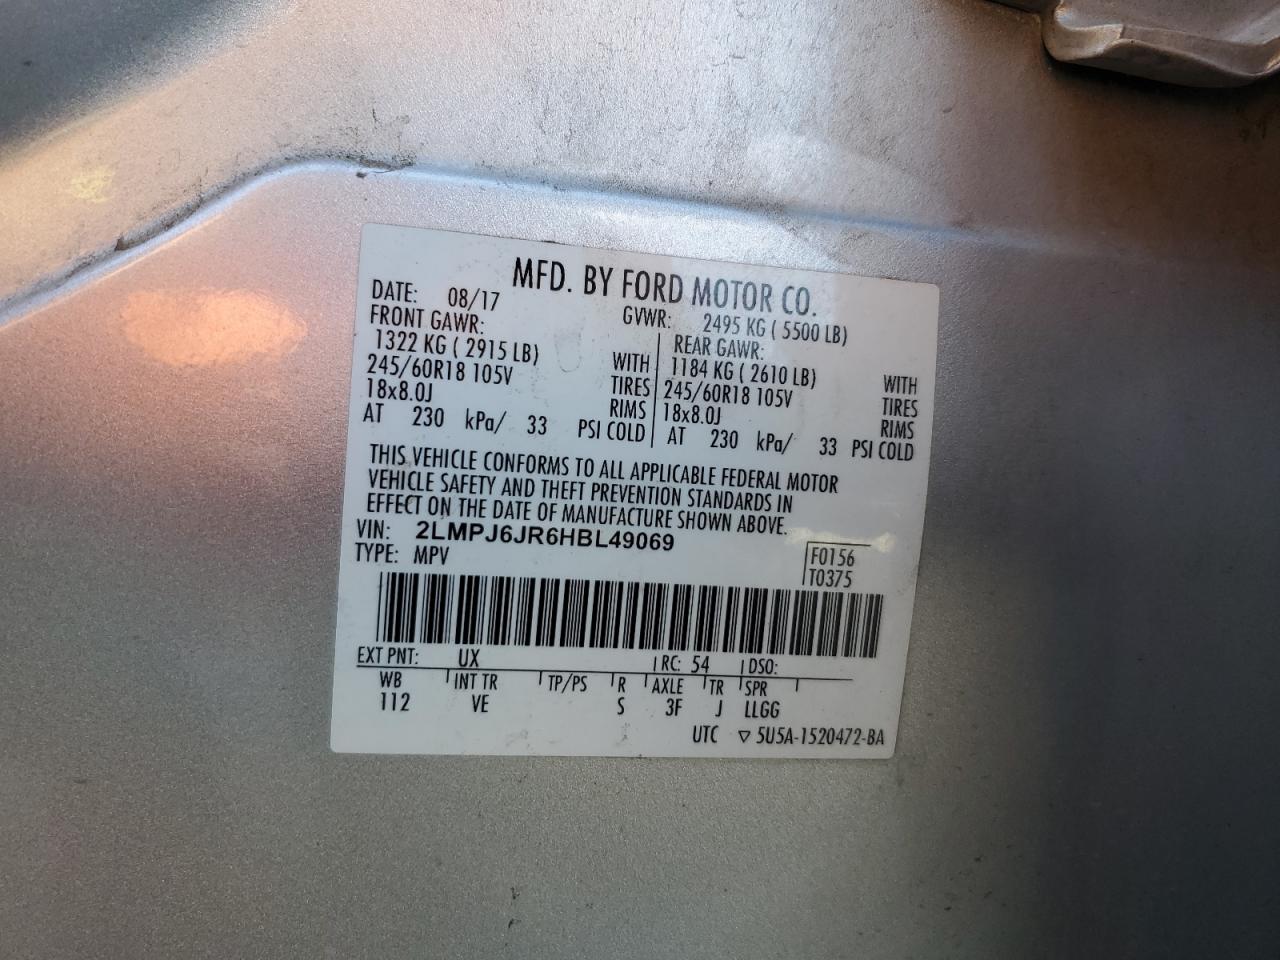 MFD. BY FORD MOTOR CO.
DATE: 08/17 GVWR: 2495 KG ( 5500 LB)
FRONT GAWR: REAR GAWR:
1322 KG ( 2915 LB) WITH 1184 KG ( 2610 LB) WITH
245/60R18 105V TIRES 245/60R18 105V TIRES
18x8.0J RIMS 18x8.0J RIMS
AT 230 kPa/ 33 PSI COLD AT 230 kPa/ 33 PSI COLD
THIS VEHICLE CONFORMS TO ALL APPLICABLE FEDERAL MOTOR
VEHICLE SAFETY AND THEFT PREVENTION STANDARDS IN
EFFECT ON THE DATE OF MANUFACTURE SHOWN ABOVE.
VIN: 2LMPJ6JR6HBL49069
TYPE: MPV F0156
T0375
EXT PNT: UX RC: 54 DSO:
WB INT TR TP/PS R AXLE TR SPR
112 VE S 3F J LLGG
UTC ▽ 5U5A-1520472-BA